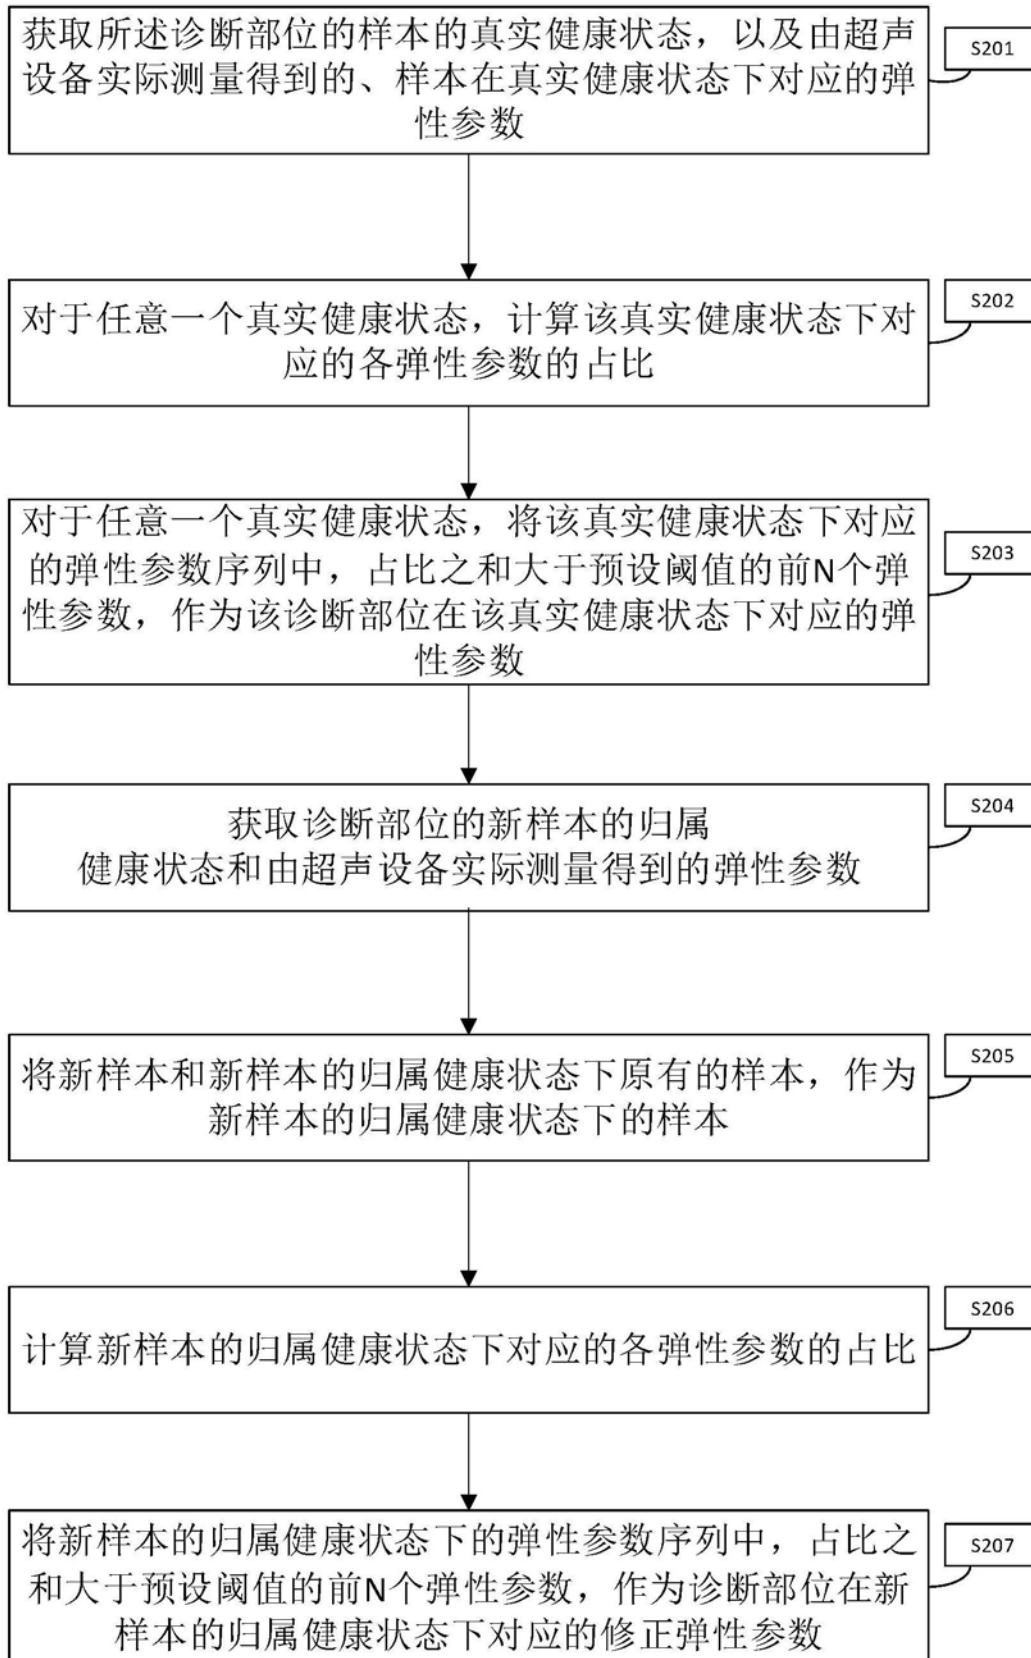 获取所述诊断部位的样本的真实健康状态，以及由超声
设备实际测量得到的、样本在真实健康状态下对应的弹
性参数
S201
对于任意一个真实健康状态，计算该真实健康状态下对
应的各弹性参数的占比
S202
对于任意一个真实健康状态，将该真实健康状态下对应
的弹性参数序列中，占比之和大于预设阈值的前N个弹
性参数，作为该诊断部位在该真实健康状态下对应的弹
性参数
S203
获取诊断部位的新样本的归属
健康状态和由超声设备实际测量得到的弹性参数
S204
将新样本和新样本的归属健康状态下原有的样本，作为
新样本的归属健康状态下的样本
S205
计算新样本的归属健康状态下对应的各弹性参数的占比
S206
将新样本的归属健康状态下的弹性参数序列中，占比之
和大于预设阈值的前N个弹性参数，作为诊断部位在新
样本的归属健康状态下对应的修正弹性参数
S207